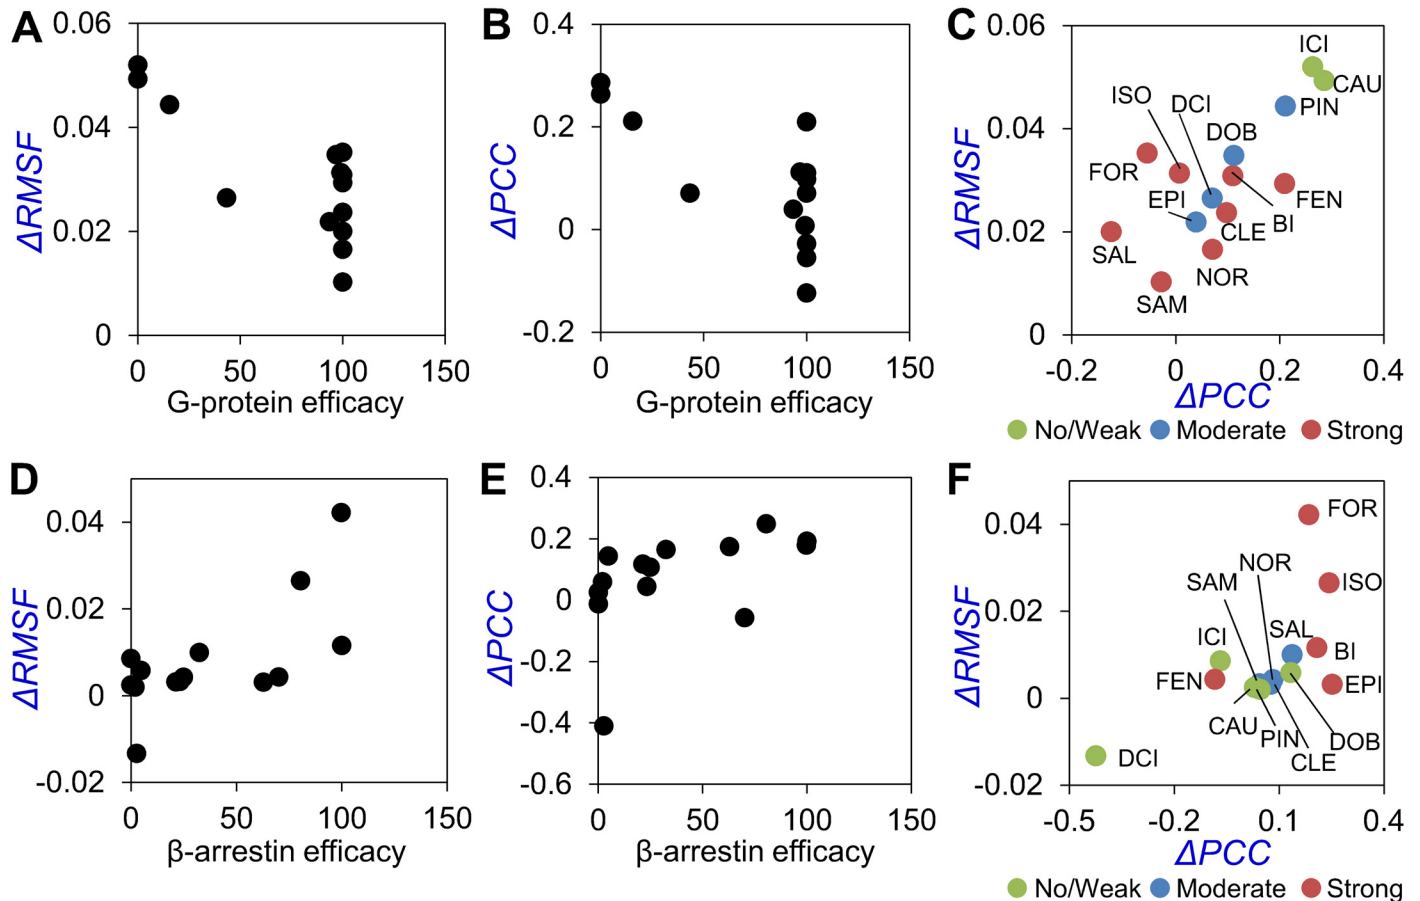 A
0.06
0.04
0.02
0
ΔRMSF
0 50 100 150
G-protein efficacy
B
0.4
0.2
0
-0.2
ΔPCC
0 50 100 150
G-protein efficacy
C
0.06
0.04
0.02
0
ΔRMSF
ICI
CAU
PIN
ISO
DCI
DOB
FOR
EPI
FEN
SAL
CLE
BI
NOR
SAM
-0.2 0 0.2 0.4
ΔPCC
No/Weak Moderate Strong
D
0.04
0.02
0
-0.02
ΔRMSF
0 50 100 150
β-arrestin efficacy
E
0.4
0.2
0
-0.2
-0.4
-0.6
ΔPCC
0 50 100 150
β-arrestin efficacy
F
0.04
0.02
0
-0.02
ΔRMSF
FOR
NOR
SAM
ISO
ICI
SAL
BI
FEN
EPI
CAU
PIN
DOB
CLE
DCI
-0.5 -0.2 0.1 0.4
ΔPCC
No/Weak Moderate Strong